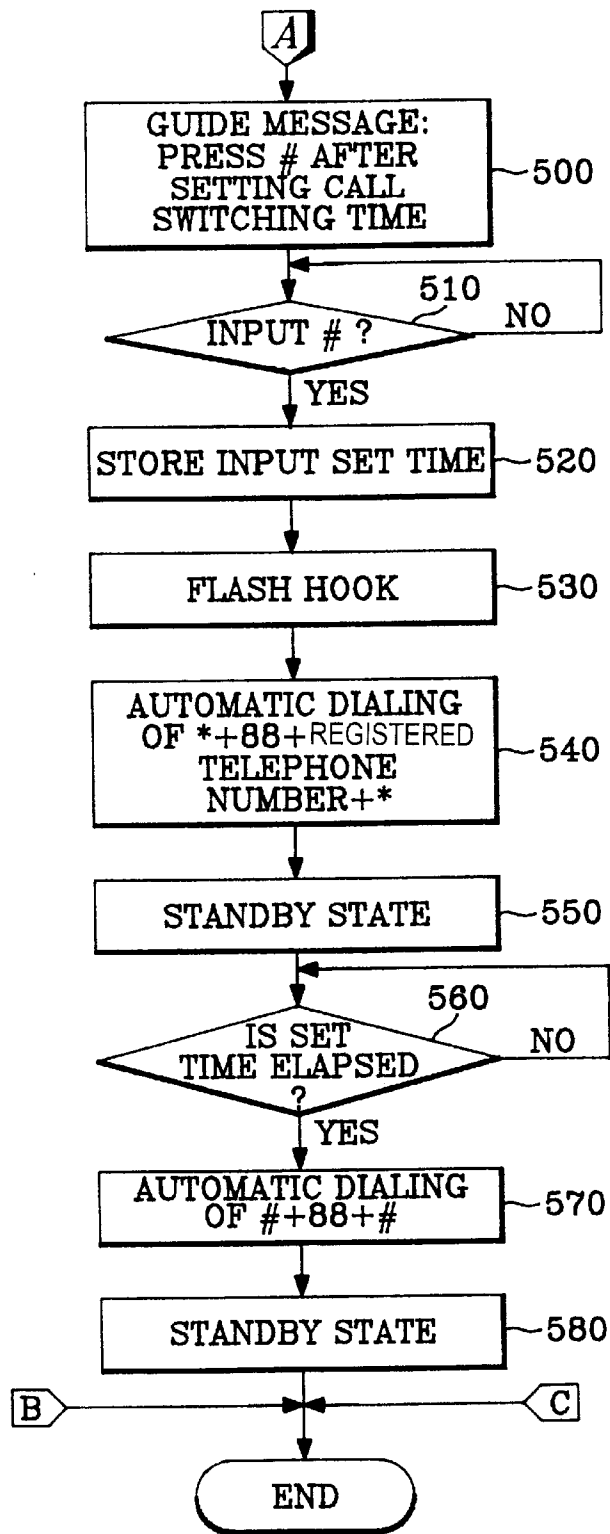 A
GUIDE MESSAGE:
PRESS # AFTER
SETTING CALL
SWITCHING TIME
500
510
INPUT # ?
NO
YES
STORE INPUT SET TIME
520
FLASH HOOK
530
AUTOMATIC DIALING
OF *+88+REGISTERED
TELEPHONE
NUMBER+*
540
STANDBY STATE
550
560
IS SET
TIME ELAPSED
?
NO
YES
AUTOMATIC DIALING
OF #+88+#
570
STANDBY STATE
580
B
C
END